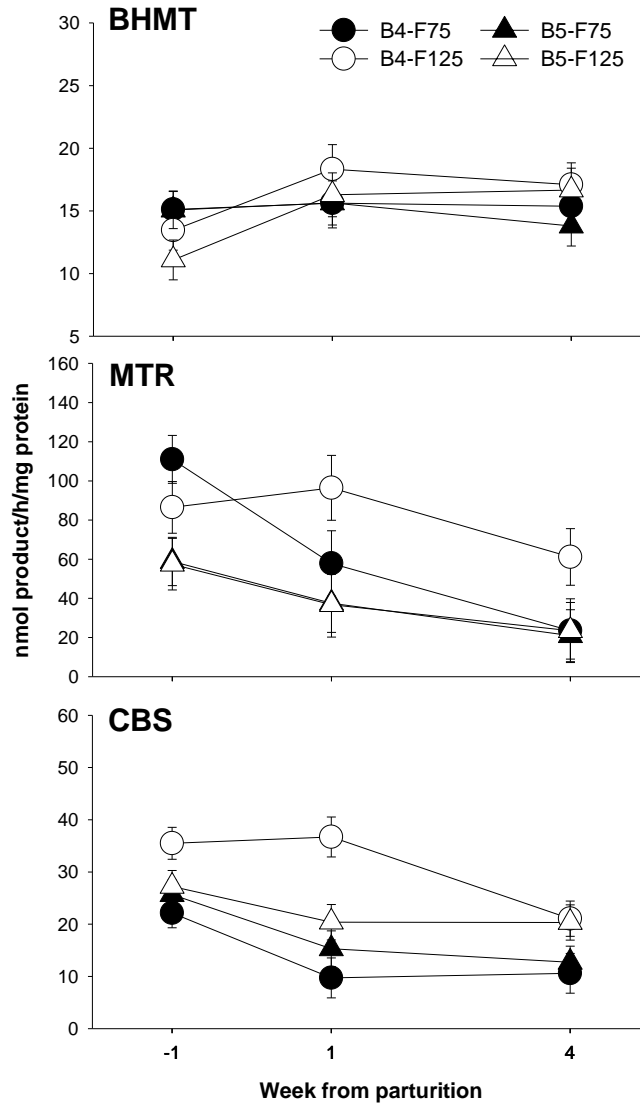 BHMT
B4-F75
B5-F75
B4-F125
B5-F125
30
25
20
15
10
5
MTR
160
140
120
100
80
60
40
20
0
nmol product/h/mg protein
CBS
60
50
40
30
20
10
0
-1
1
4
Week from parturition